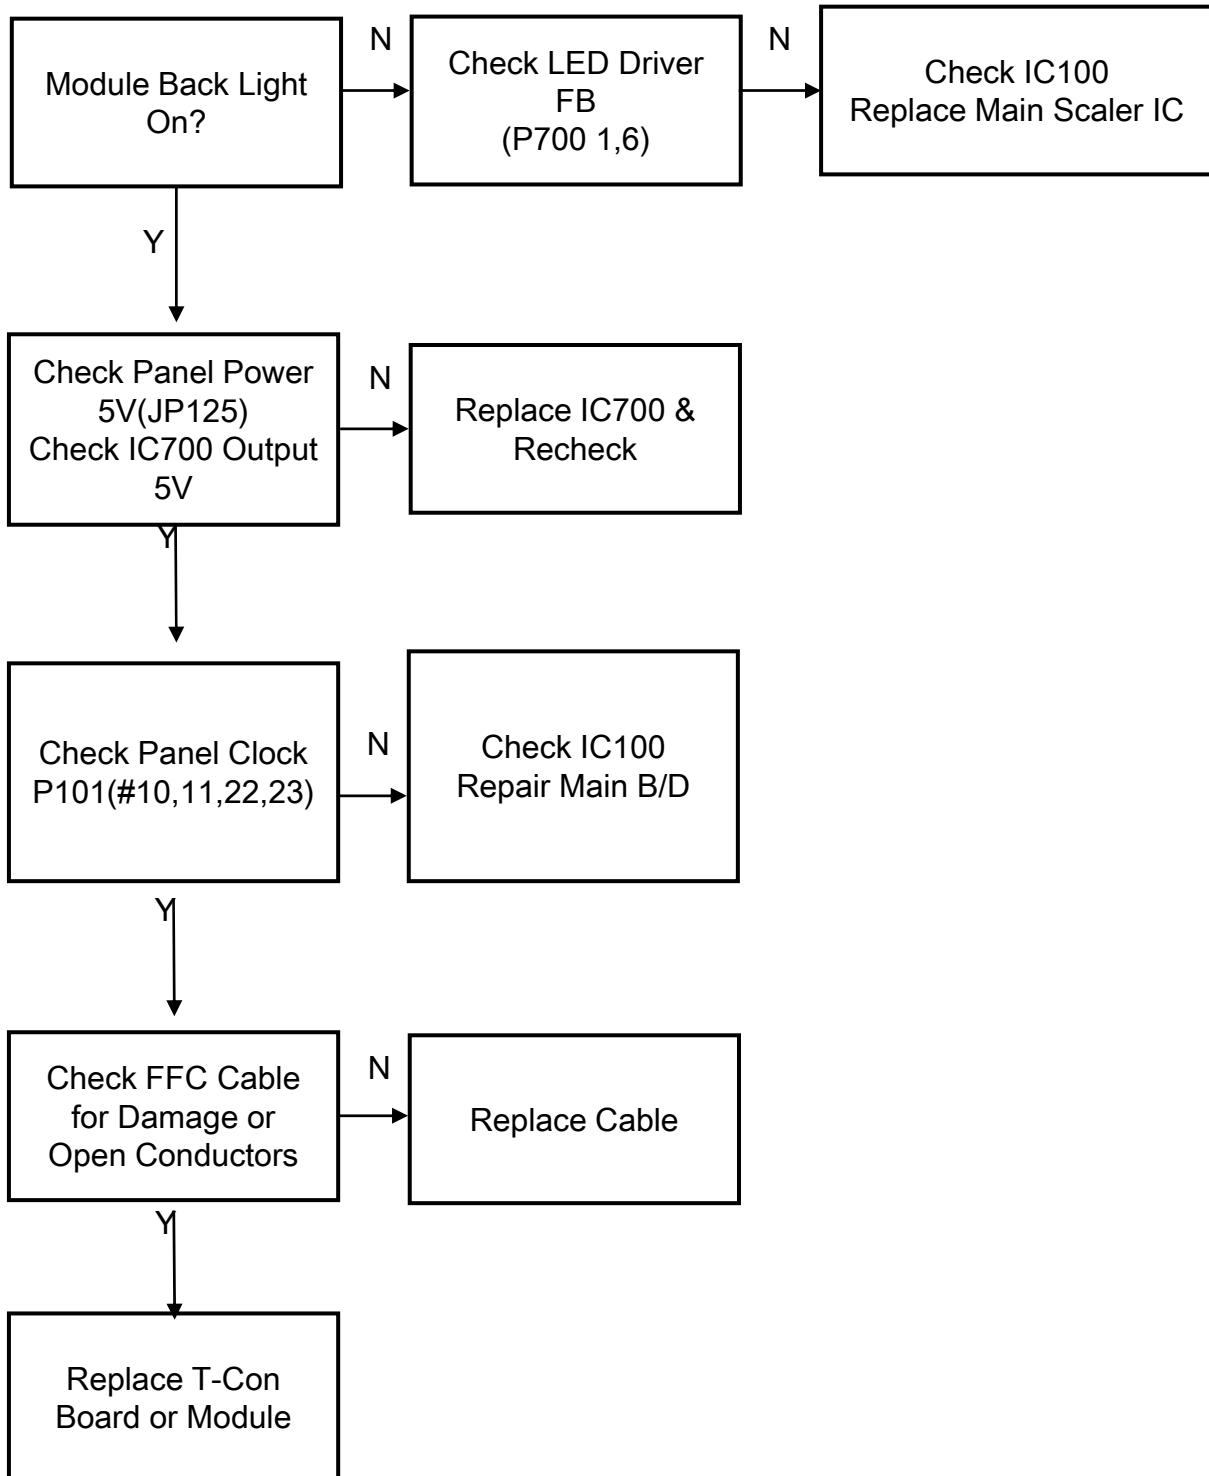 Module Back Light
On?
N
Check LED Driver
FB
(P700 1,6)
N
Check IC100
Replace Main Scaler IC
Y
Check Panel Power
5V(JP125)
Check IC700 Output
5V
N
Replace IC700 &
Recheck
Y
Check Panel Clock
P101(#10,11,22,23)
N
Check IC100
Repair Main B/D
Y
Check FFC Cable
for Damage or
Open Conductors
N
Replace Cable
Y
Replace T-Con
Board or Module